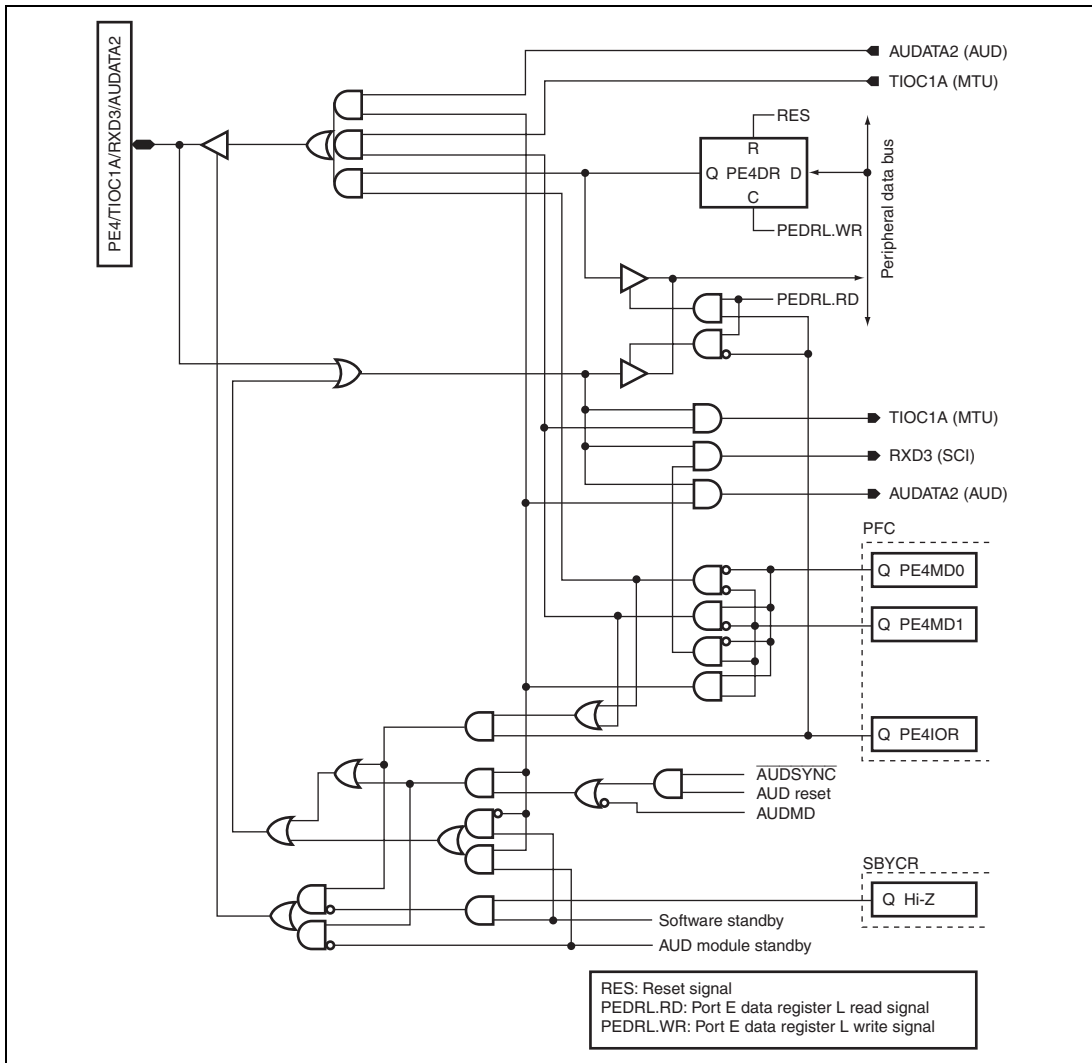 PE4/TIOC1A/RXD3/AUDATA2
AUDATA2 (AUD)
TIOC1A (MTU)
RES
R
Q PE4DR D
C
PEDRL.WR
Peripheral data bus
PEDRL.RD
TIOC1A (MTU)
RXD3 (SCI)
AUDATA2 (AUD)
PFC
Q PE4MD0
Q PE4MD1
Q PE4IOR
AUDSYNC
AUD reset
AUDMD
SBYCR
Q Hi-Z
Software standby
AUD module standby
RES: Reset signal
PEDRL.RD: Port E data register L read signal
PEDRL.WR: Port E data register L write signal